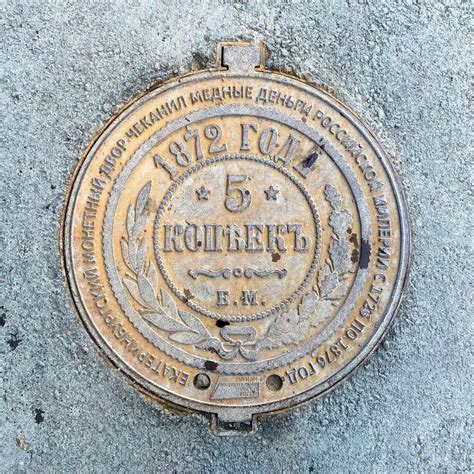 ЕКАТЕРИНБУРГСКИЙ МОНЕТНЫЙ ДВОР ЧЕКАНИЛ МЕДНЫЕ ДЕНЬГИ РОССИЙСКОЙ ИМПЕРИИ С 1725 ПО 1876 ГОД
1872 ГОДА
5
КОПѢЕКЪ
Е.М.